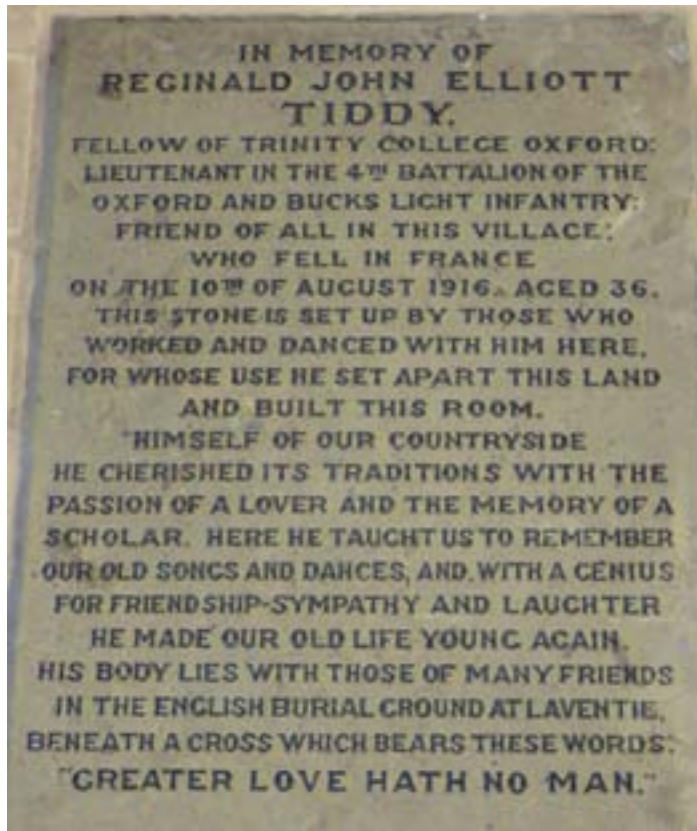 IN MEMORY OF
REGINALD JOHN ELLIOTT
TIDDY.
FELLOW OF TRINITY COLLEGE OXFORD:
LIEUTENANT IN THE 4TH BATTALION OF THE
OXFORD AND BUCKS LIGHT INFANTRY:
FRIEND OF ALL IN THIS VILLAGE:
WHO FELL IN FRANCE
ON THE 10TH OF AUGUST 1916. AGED 36.
THIS STONE IS SET UP BY THOSE WHO
WORKED AND DANCED WITH HIM HERE,
FOR WHOSE USE HE SET APART THIS LAND
AND BUILT THIS ROOM.
"HIMSELF OF OUR COUNTRYSIDE
HE CHERISHED ITS TRADITIONS WITH THE
PASSION OF A LOVER AND THE MEMORY OF A
SCHOLAR. HERE HE TAUGHT US TO REMEMBER
OUR OLD SONGS AND DANCES, AND, WITH A GENIUS
FOR FRIENDSHIP-SYMPATHY AND LAUGHTER
HE MADE OUR OLD LIFE YOUNG AGAIN.
HIS BODY LIES WITH THOSE OF MANY FRIENDS
IN THE ENGLISH BURIAL GROUND AT LAVENTIE,
BENEATH A CROSS WHICH BEARS THESE WORDS:
"GREATER LOVE HATH NO MAN."